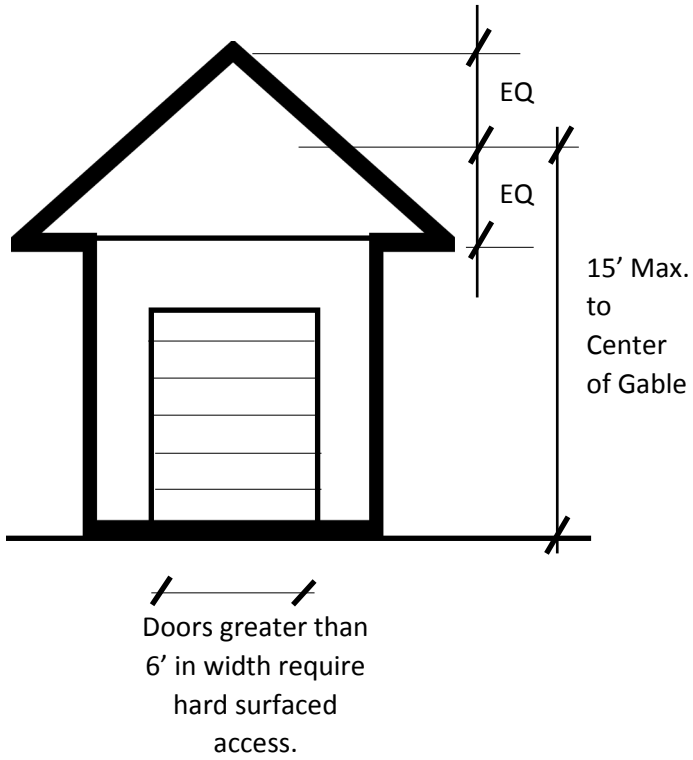 EQ
EQ
15’ Max.
to
Center
of Gable
Doors greater than
6’ in width require
hard surfaced
access.